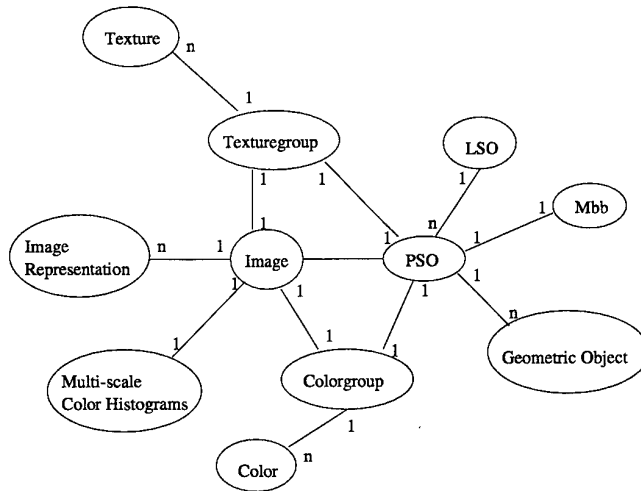 Texture
n
1
Texturegroup
1
1
LSO
1
Mbb
1
n
1
1
1
Image
Representation
n
1
Image
PSO
1
1
1
1
n
Geometric Object
1
1
1
Multi-scale
Color Histograms
Colorgroup
1
n
Color